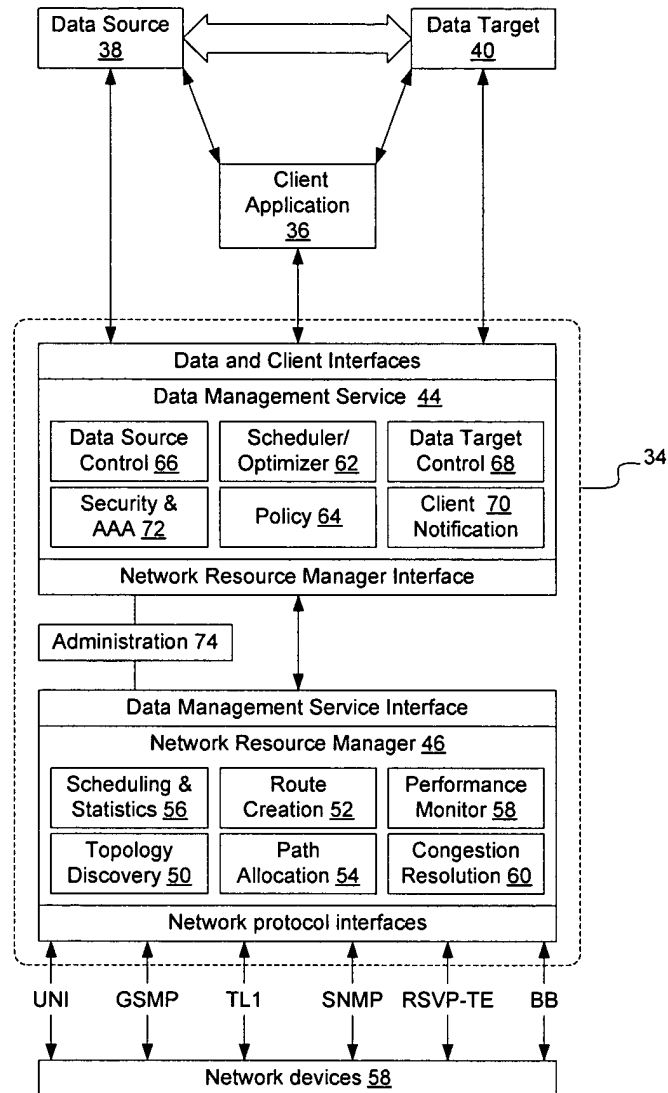 Data Source
38
Data Target
40
Client
Application
36
Data and Client Interfaces
Data Management Service 44
Data Source
Control 66
Scheduler/
Optimizer 62
Data Target
Control 68
34
Security &
AAA 72
Policy 64
Client 70
Notification
Network Resource Manager Interface
Administration 74
Data Management Service Interface
Network Resource Manager 46
Scheduling &
Statistics 56
Route
Creation 52
Performance
Monitor 58
Topology
Discovery 50
Path
Allocation 54
Congestion
Resolution 60
Network protocol interfaces
UNI GSMP TL1 SNMP RSVP-TE BB
Network devices 58